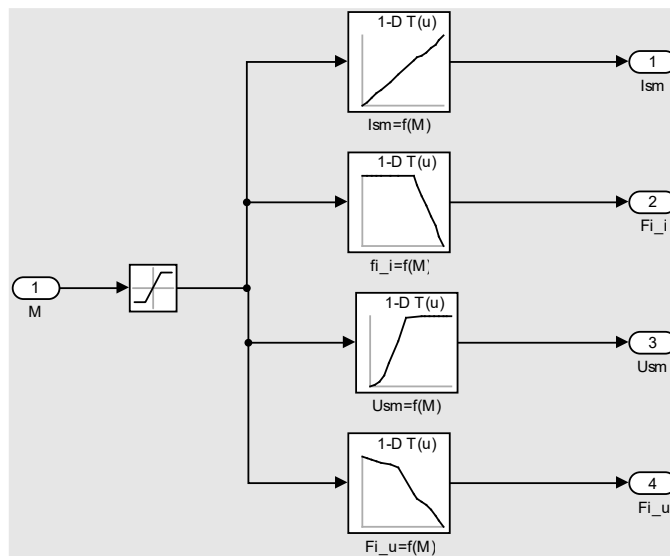 1-D T(u)
Ism=f(M)
1
Ism
1-D T(u)
fi_i=f(M)
2
Fi_i
1
M
1-D T(u)
Usm=f(M)
3
Usm
1-D T(u)
Fi_u=f(M)
4
Fi_u